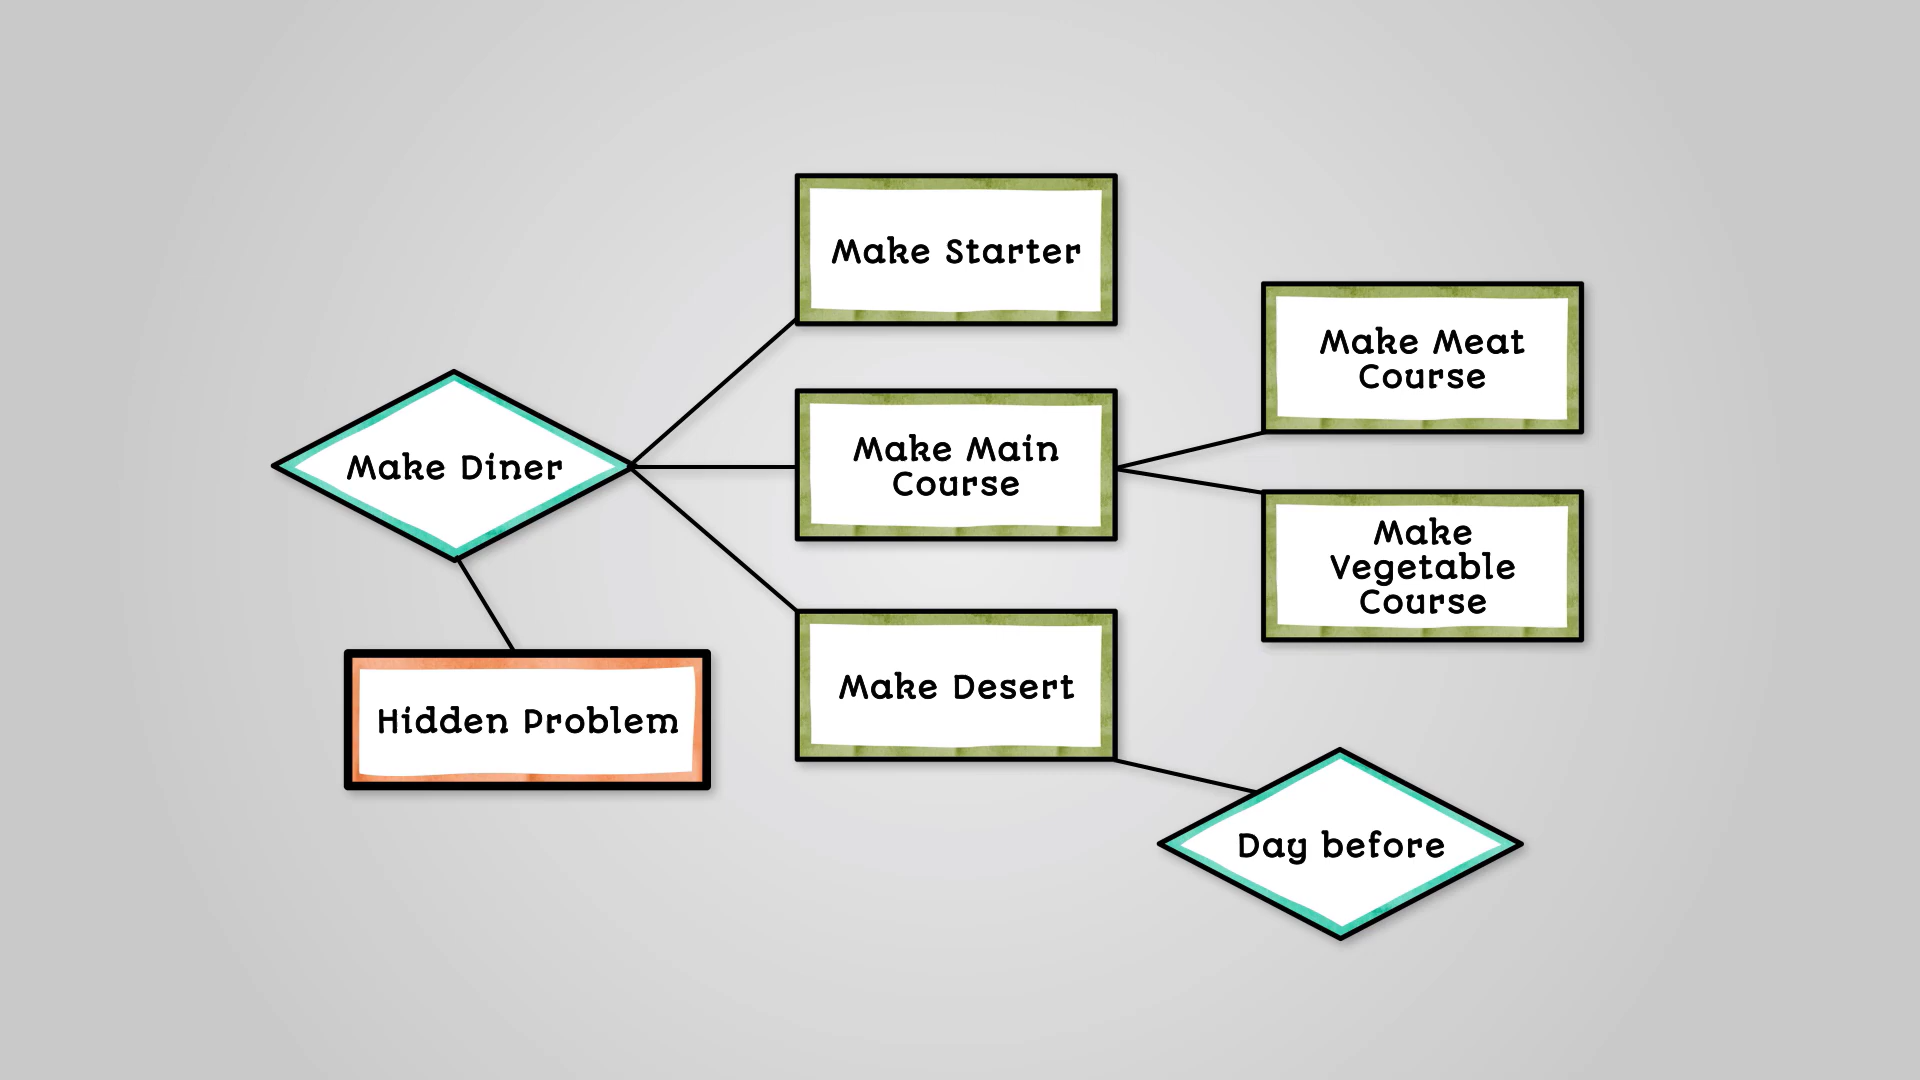 Make Starter
Make Meat
Course
Make Main
Course
Make Diner
Make
Vegetable
Course
Make Desert
Hidden Problem
Day before